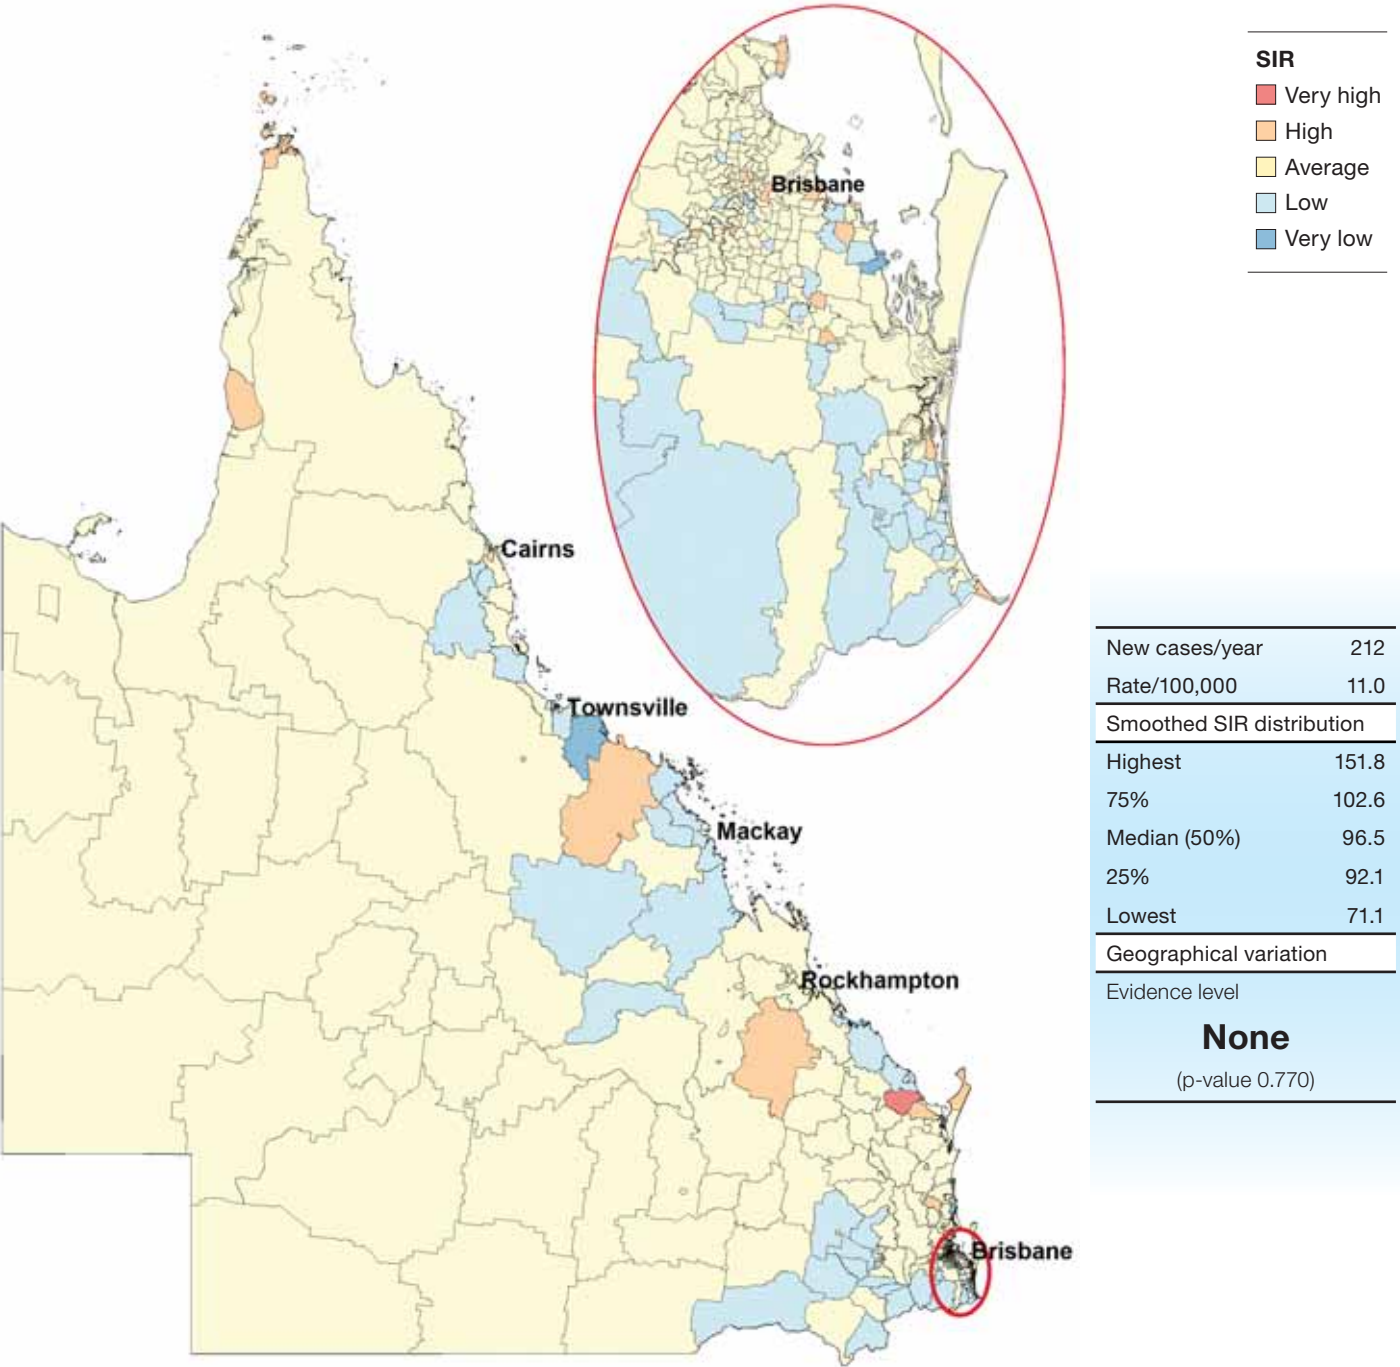 SIR
Very high
High
Average
Low
Very low
Brisbane
Cairns
Townsville
Mackay
Rockhampton
Brisbane
New cases/year 212
Rate/100,000 11.0
Smoothed SIR distribution
Highest 151.8
75% 102.6
Median (50%) 96.5
25% 92.1
Lowest 71.1
Geographical variation
Evidence level
None
(p-value 0.770)